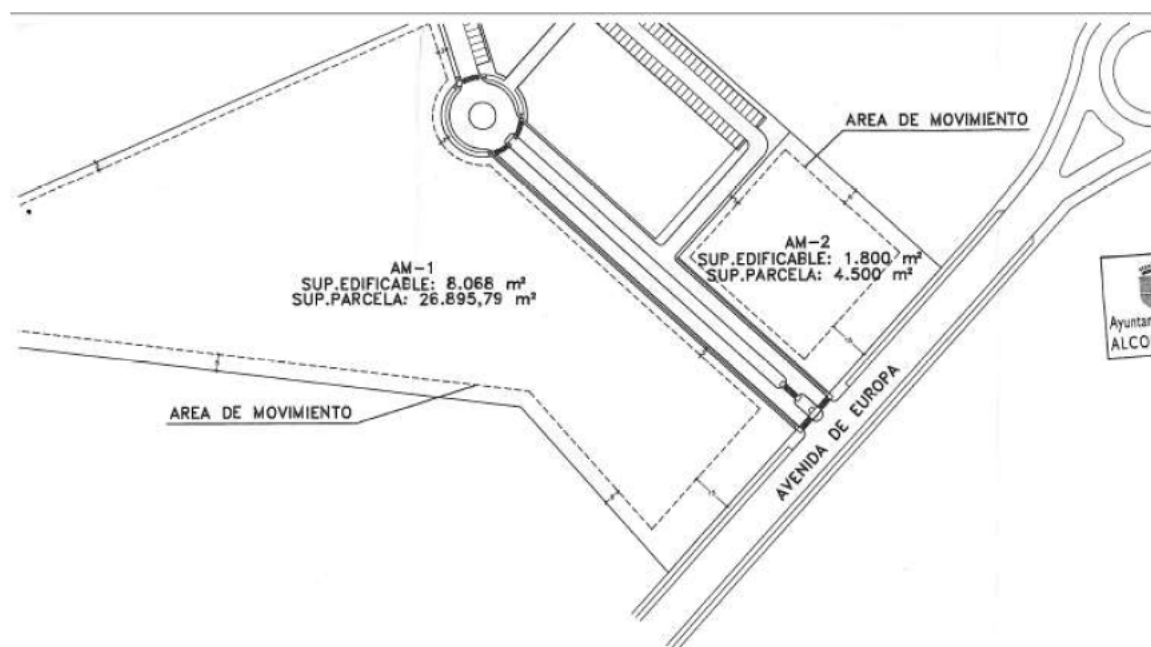 AREA DE MOVIMIENTO
AM-2
SUP.EDIFICABLE: 1.800 m²
SUP.PARCELA: 4.500 m²
AM-1
SUP.EDIFICABLE: 8.068 m²
SUP.PARCELA: 26.895,79 m²
AREA DE MOVIMIENTO
AVENIDA DE EUROPA